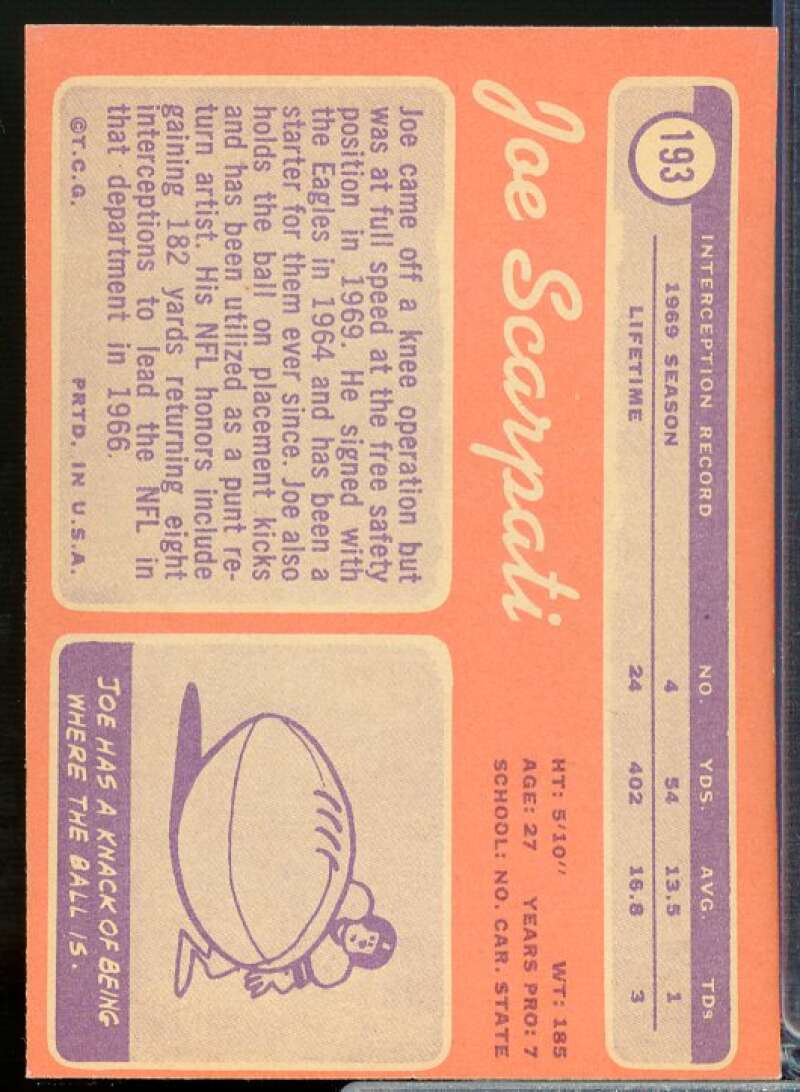 193
INTERCEPTION RECORD NO. YDS. AVG TDs
1969 SEASON 4 54 13.5 1
LIFETIME 24 402 16.8 3
Joe Scarpati
HT: 5'10" WT: 185
AGE: 27 YEARS PRO: 7
SCHOOL: NO. CAR. STATE
Joe came off a knee operation but
was at full speed at the free safety
position in 1969. He signed with
the Eagles in 1964 and has been a
starter for them ever since. Joe also
holds the ball on placement kicks
and has been utilized as a punt re-
turn artist. His NFL honors include
gaining 182 yards returning eight
interceptions to lead the NFL in
that department in 1966.
©T.C.G. PRTD. IN U.S.A.
JOE HAS A KNACK OF BEING
WHERE THE BALL IS.